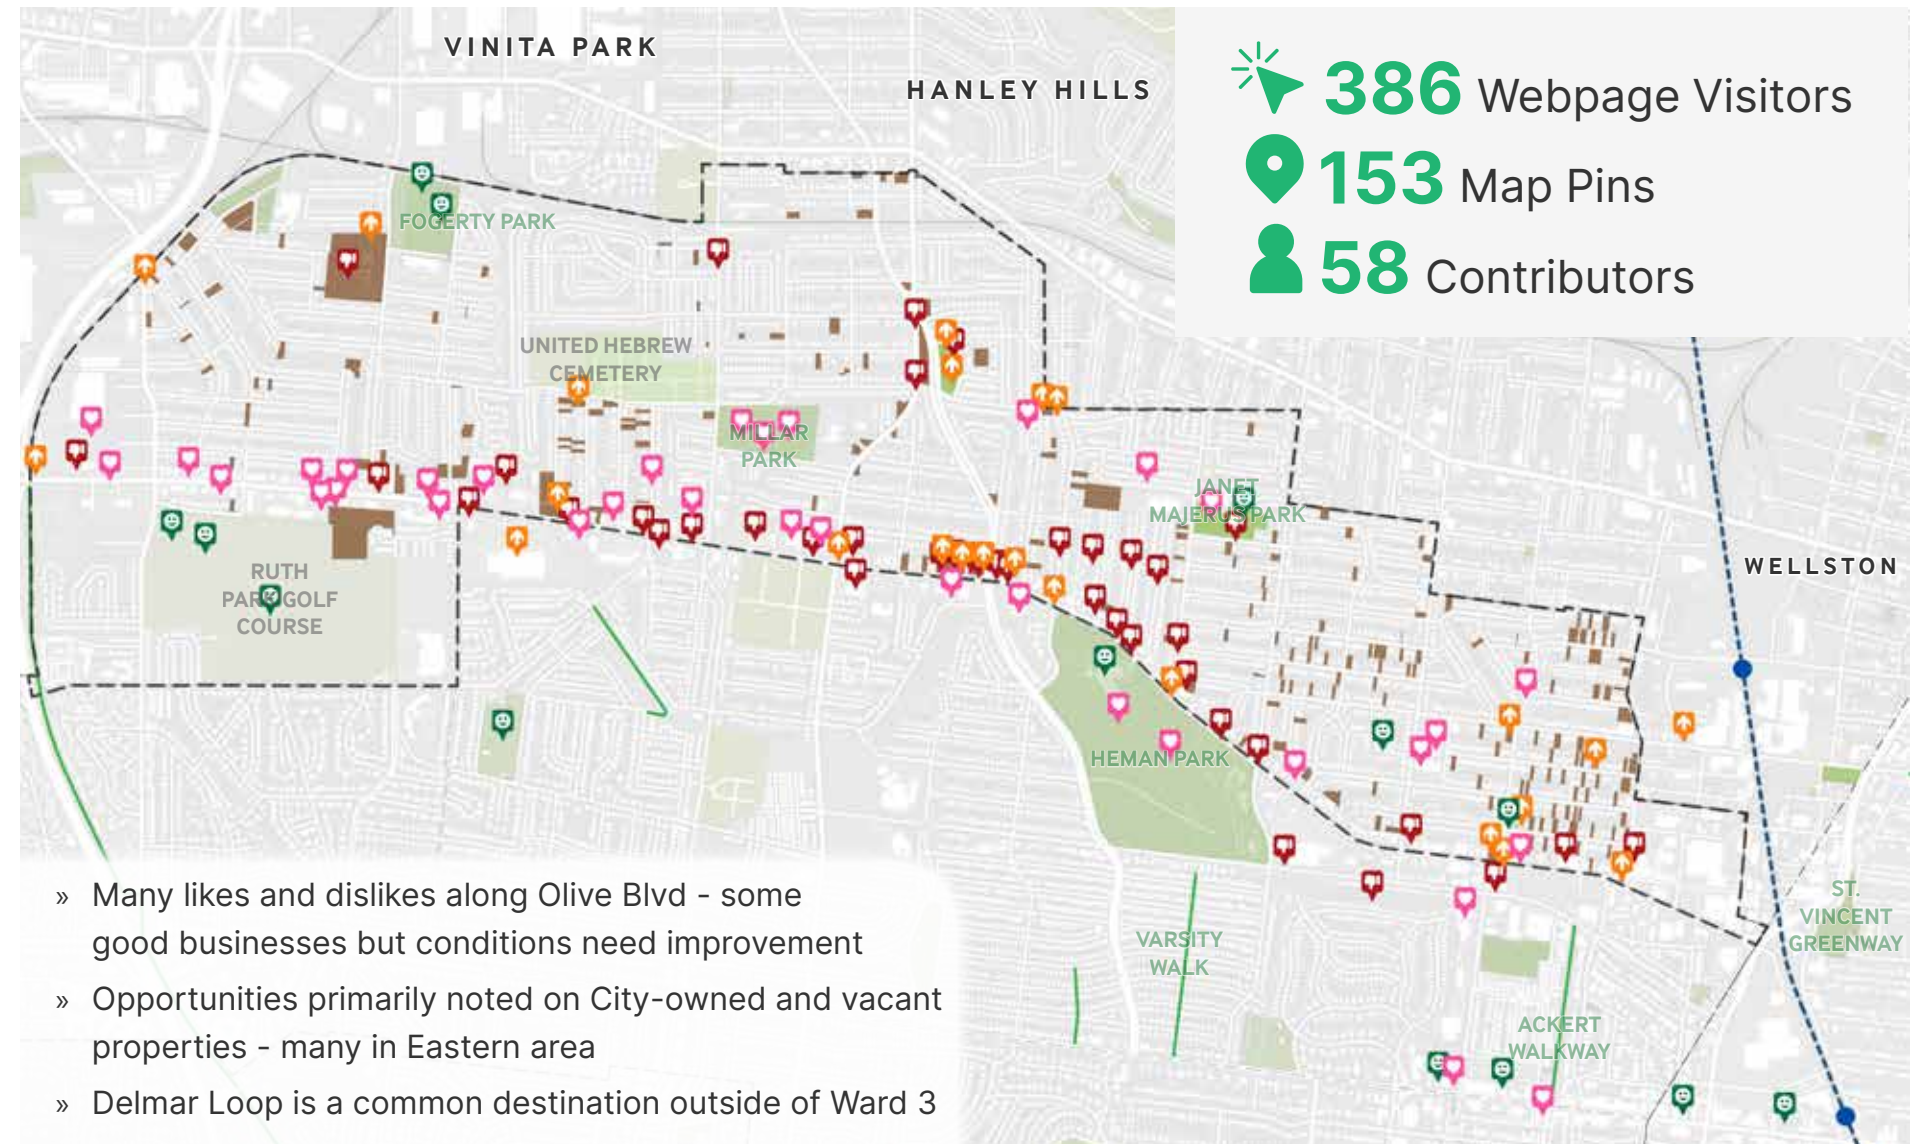 VINITA PARK
HANLEY HILLS
386 Webpage Visitors
153 Map Pins
58 Contributors
FOGERTY PARK
UNITED HEBREW
CEMETERY
MILLAR
PARK
JANET
MAJERUS PARK
WELLSTON
RUTH
PARK GOLF
COURSE
HEMAN PARK
VARSITY
WALK
ST.
VINCENT
GREENWAY
ACKERT
WALKWAY
» Many likes and dislikes along Olive Blvd - some
good businesses but conditions need improvement
» Opportunities primarily noted on City-owned and vacant
properties - many in Eastern area
» Delmar Loop is a common destination outside of Ward 3